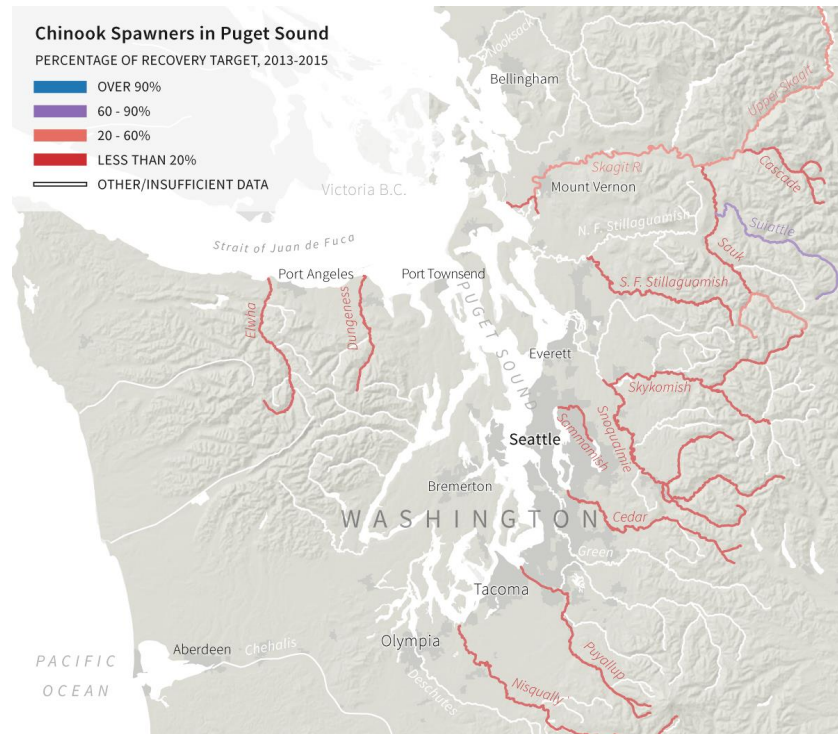 Chinook Spawners in Puget Sound
PERCENTAGE OF RECOVERY TARGET, 2013-2015
OVER 90%
60 - 90%
20 - 60%
LESS THAN 20%
OTHER/INSUFFICIENT DATA
Nooksack
Bellingham
Upper Skagit
Skagit R.
Cascade
Mount Vernon
Victoria B.C.
N. F. Stillaguamish
Suiattle
Strait of Juan de Fuca
Sauk
Port Angeles
Port Townsend
S. F. Stillaguamish
PUGET SOUND
Elwha
Dungeness
Everett
Skykomish
Seattle
Sammamish
Snoqualmie
Bremerton
WASHINGTON
Cedar
Green
Tacoma
Olympia
Aberdeen
Chehalis
PACIFIC
OCEAN
Puyallup
Deschutes
Nisqually